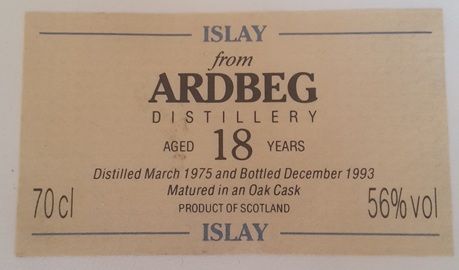 ISLAY
from
ARDBEG
DISTILLERY
AGED 18 YEARS
Distilled March 1975 and Bottled December 1993
Matured in an Oak Cask
70cl PRODUCT OF SCOTLAND 56%vol
ISLAY